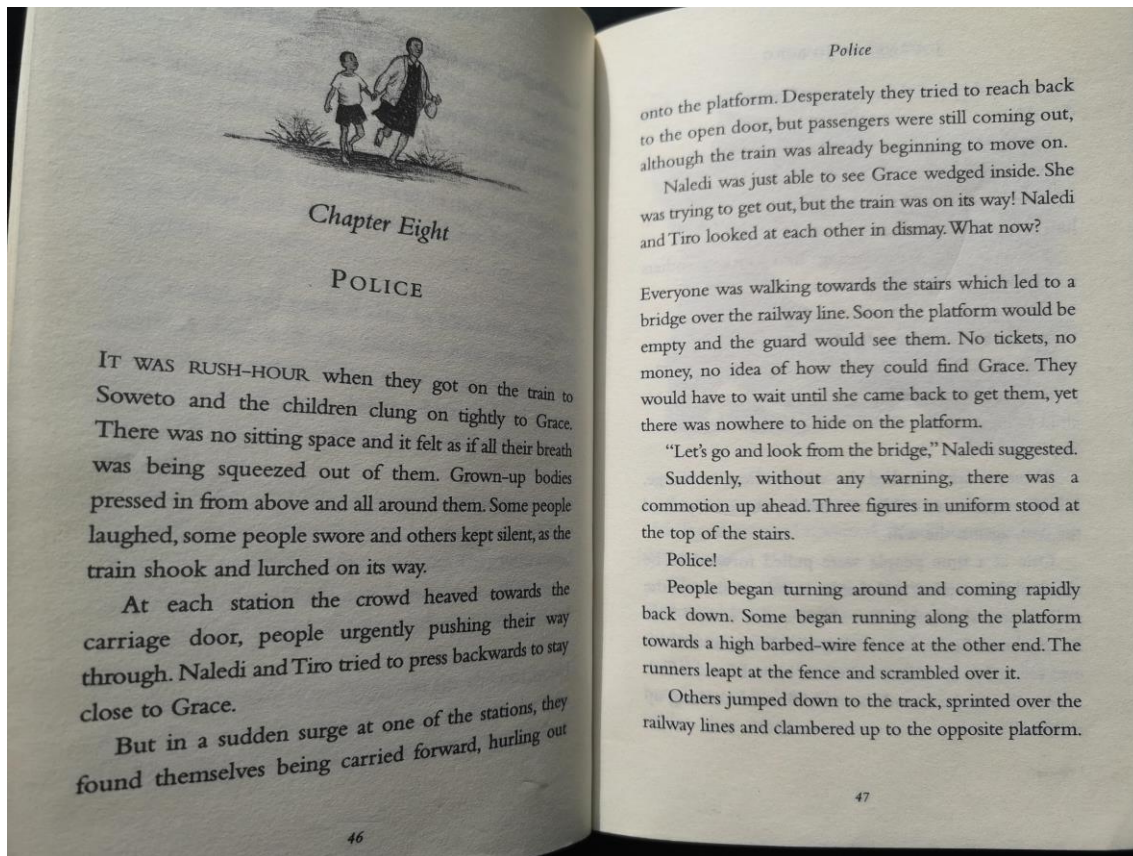 Chapter Eight
POLICE
IT WAS RUSH-HOUR when they got on the train to
Soweto and the children clung on tightly to Grace.
There was no sitting space and it felt as if all their breath
was being squeezed out of them. Grown-up bodies
pressed in from above and all around them. Some people
laughed, some people swore and others kept silent, as the
train shook and lurched on its way.
At each station the crowd heaved towards the
carriage door, people urgently pushing their way
through. Naledi and Tiro tried to press backwards to stay
close to Grace.
But in a sudden surge at one of the stations, they
found themselves being carried forward, hurling out
46
Police
onto the platform. Desperately they tried to reach back
to the open door, but passengers were still coming out,
although the train was already beginning to move on.
Naledi was just able to see Grace wedged inside. She
was trying to get out, but the train was on its way! Naledi
and Tiro looked at each other in dismay. What now?
Everyone was walking towards the stairs which led to a
bridge over the railway line. Soon the platform would be
empty and the guard would see them. No tickets, no
money, no idea of how they could find Grace. They
would have to wait until she came back to get them, yet
there was nowhere to hide on the platform.
“Let’s go and look from the bridge,” Naledi suggested.
Suddenly, without any warning, there was a
commotion up ahead. Three figures in uniform stood at
the top of the stairs.
Police!
People began turning around and coming rapidly
back down. Some began running along the platform
towards a high barbed-wire fence at the other end. The
runners leapt at the fence and scrambled over it.
Others jumped down to the track, sprinted over the
railway lines and clambered up to the opposite platform.
47